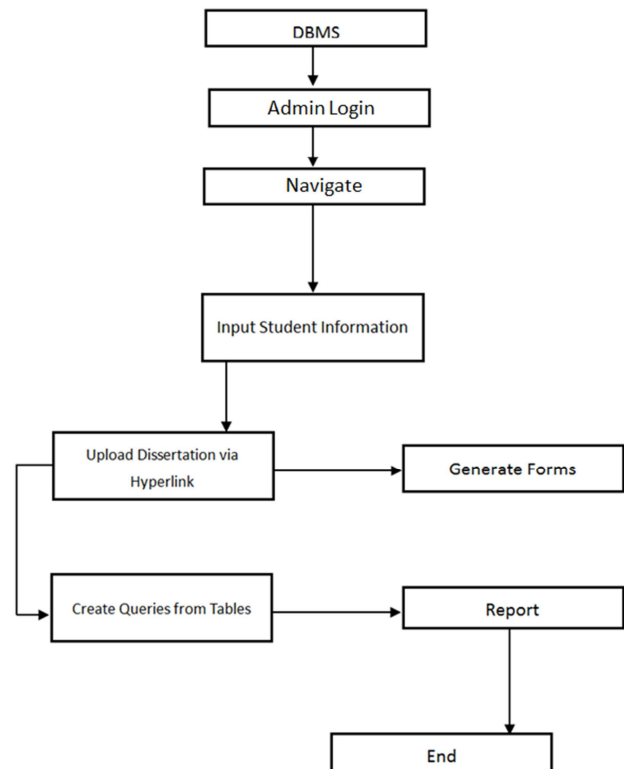 DBMS
Admin Login
Navigate
Input Student Information
Upload Dissertation via
Hyperlink
Generate Forms
Create Queries from Tables
Report
End